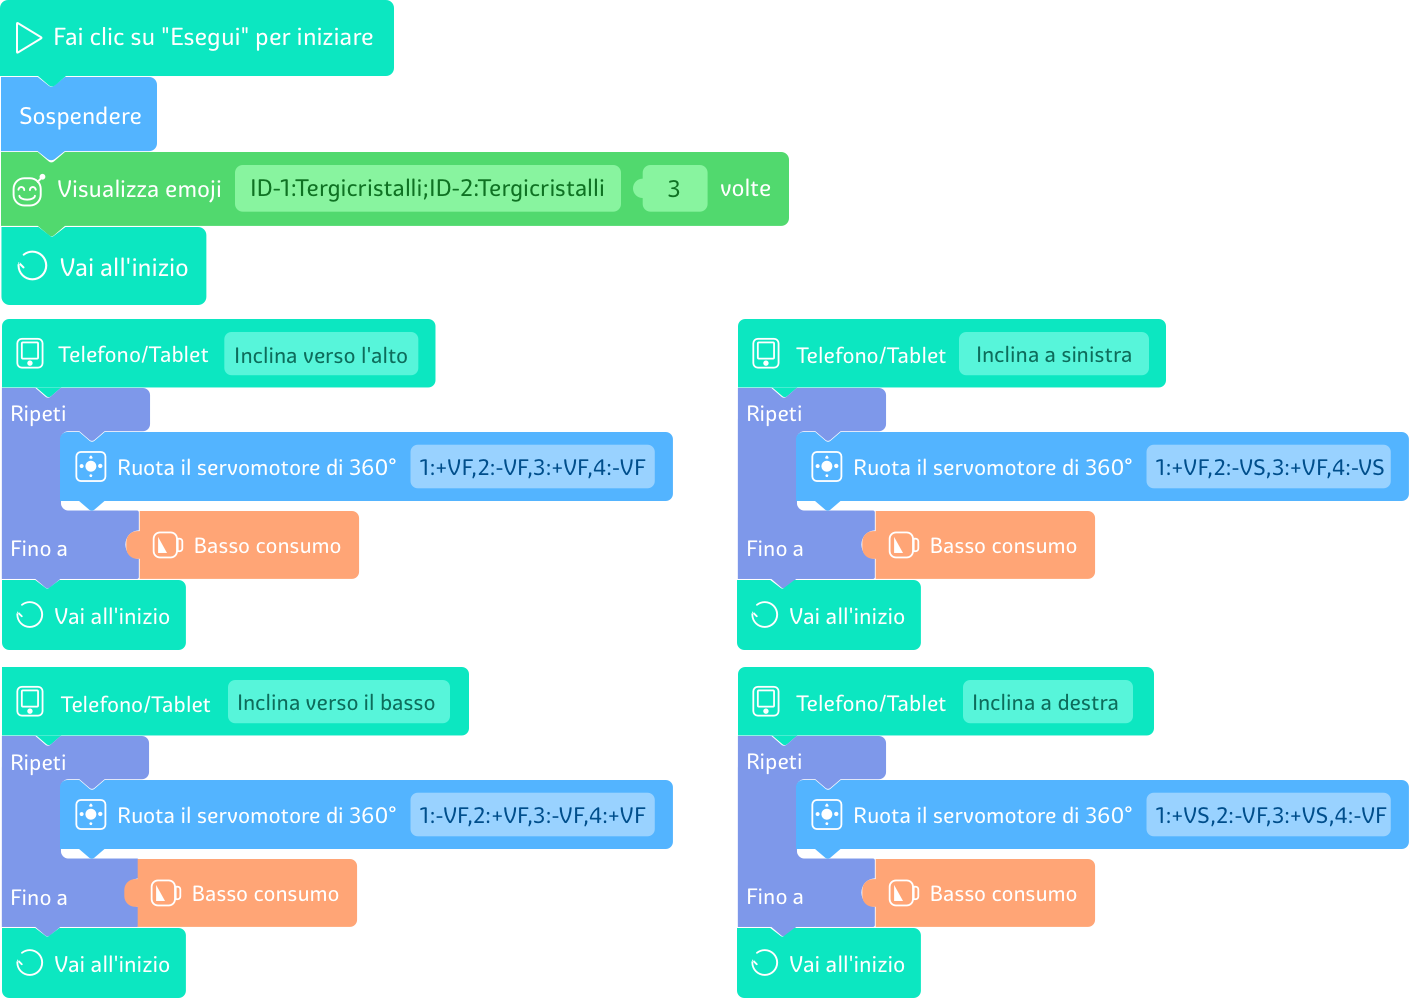 Fai clic su "Esegui" per iniziare
Sospendere
Visualizza emoji ID-1:Tergicristalli;ID-2:Tergicristalli 3 volte
Vai all'inizio
Telefono/Tablet Inclina verso l'alto
Ripeti
Ruota il servomotore di 360° 1:+VF,2:-VF,3:+VF,4:-VF
Fino a Basso consumo
Vai all'inizio
Telefono/Tablet Inclina a sinistra
Ripeti
Ruota il servomotore di 360° 1:+VF,2:-VS,3:+VF,4:-VS
Fino a Basso consumo
Vai all'inizio
Telefono/Tablet Inclina verso il basso
Ripeti
Ruota il servomotore di 360° 1:-VF,2:+VF,3:-VF,4:+VF
Fino a Basso consumo
Vai all'inizio
Telefono/Tablet Inclina a destra
Ripeti
Ruota il servomotore di 360° 1:+VS,2:-VF,3:+VS,4:-VF
Fino a Basso consumo
Vai all'inizio